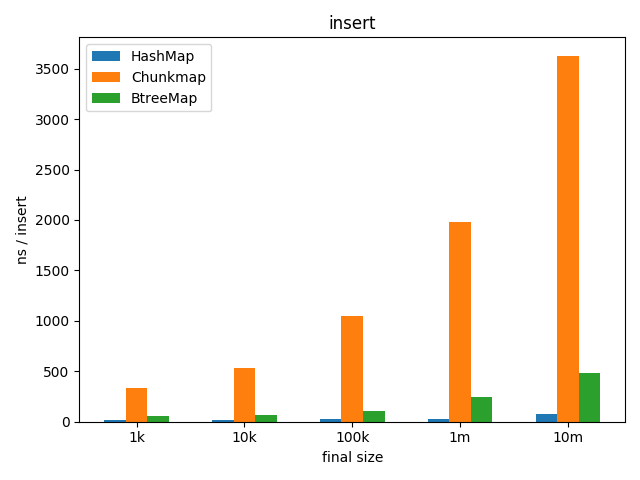 insert
HashMap
Chunkmap
BtreeMap
3500
3000
2500
2000
1500
1000
500
0
ns / insert
1k 10k 100k 1m 10m
final size